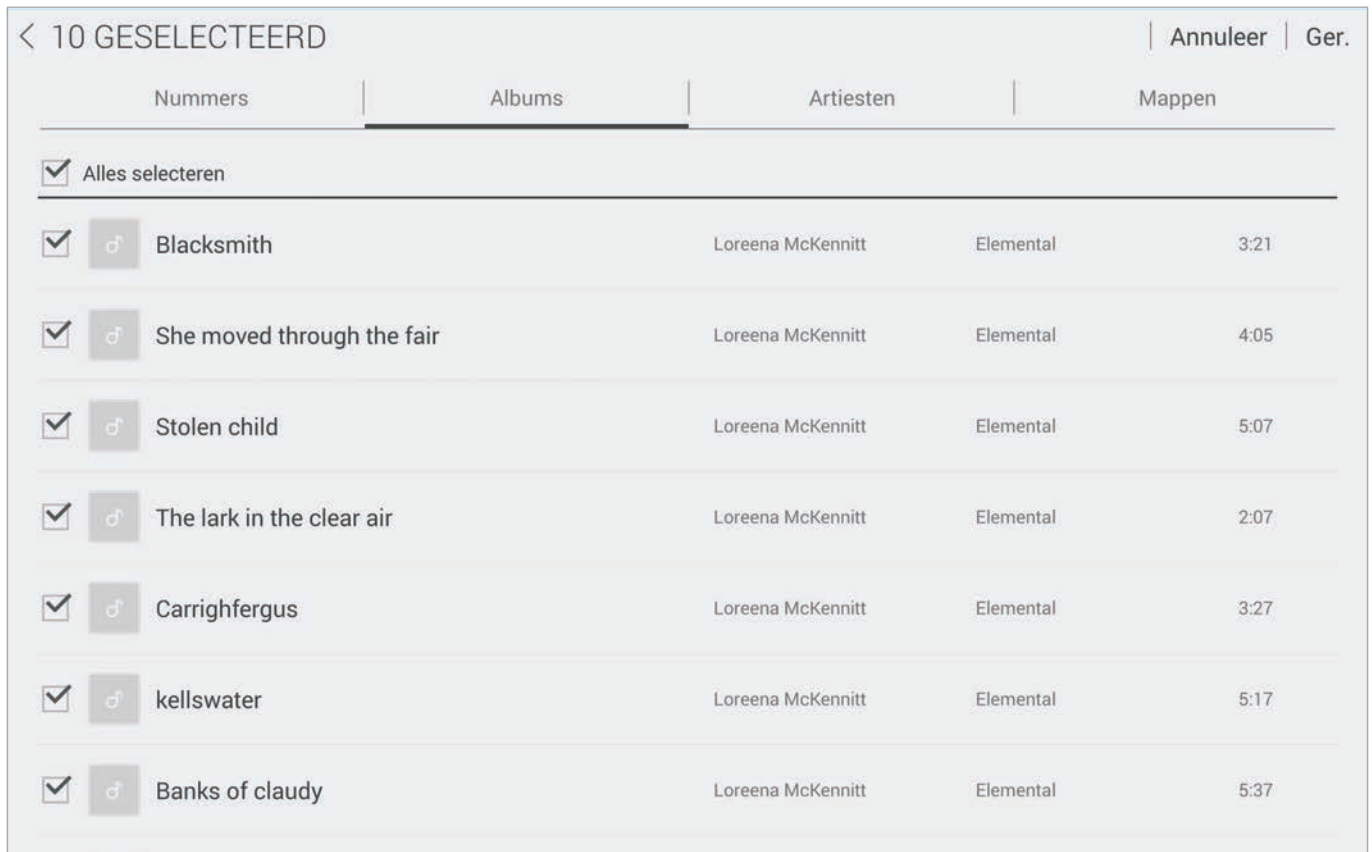 10 GESELECTEERD Annuleer Ger.
Nummers Albums Artiesten Mappen
Alles selecteren
Blacksmith Loreena McKennitt Elemental 3:21
She moved through the fair Loreena McKennitt Elemental 4:05
Stolen child Loreena McKennitt Elemental 5:07
The lark in the clear air Loreena McKennitt Elemental 2:07
Carrighfergus Loreena McKennitt Elemental 3:27
kellswater Loreena McKennitt Elemental 5:17
Banks of claudy Loreena McKennitt Elemental 5:37